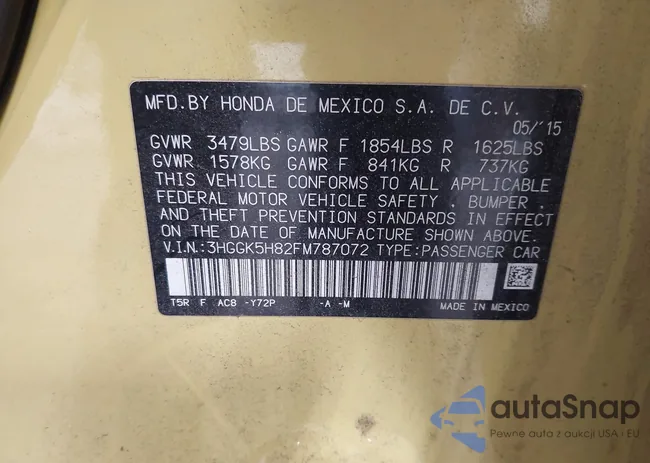 MFD.BY HONDA DE MEXICO S.A. DE C.V.
05/'15
GVWR 3479LBS GAWR F 1854LBS R 1625LBS
GVWR 1578KG GAWR F 841KG R 737KG
THIS VEHICLE CONFORMS TO ALL APPLICABLE
FEDERAL MOTOR VEHICLE SAFETY . BUMPER .
AND THEFT PREVENTION STANDARDS IN EFFECT
ON THE DATE OF MANUFACTURE SHOWN ABOVE.
V.I.N.:3HGGK5H82FM787072 TYPE:PASSENGER CAR
T5R F AC8 -Y72P -A -M MADE IN MEXICO
autaSnap
Pewne auta z aukcji USA i EU